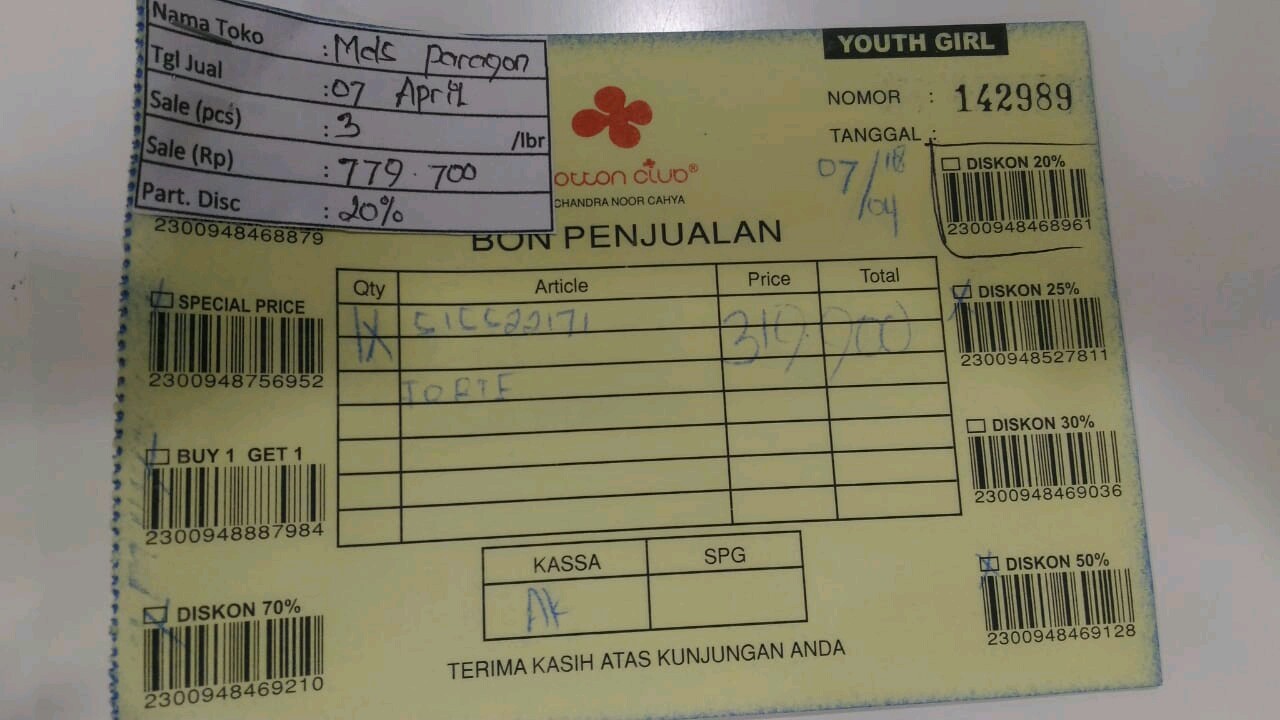 Nama Toko : Mds paragon
Tgl Jual : 07 April
Sale (pcs) : 3 /lbr
Sale (Rp) : 779.700
Part. Disc : 20%
YOUTH GIRL
NOMOR : 142989
TANGGAL : 07/04/18
otton club®
CHANDRA NOOR CAHYA
BON PENJUALAN
2300948468879
SPECIAL PRICE
2300948756952
BUY 1 GET 1
2300948887984
DISKON 70%
2300948469210
Qty Article Price Total
1X 319.900
DISKON 20%
2300948468961
DISKON 25%
2300948527811
DISKON 30%
2300948469036
DISKON 50%
2300948469128
KASSA SPG
TERIMA KASIH ATAS KUNJUNGAN ANDA